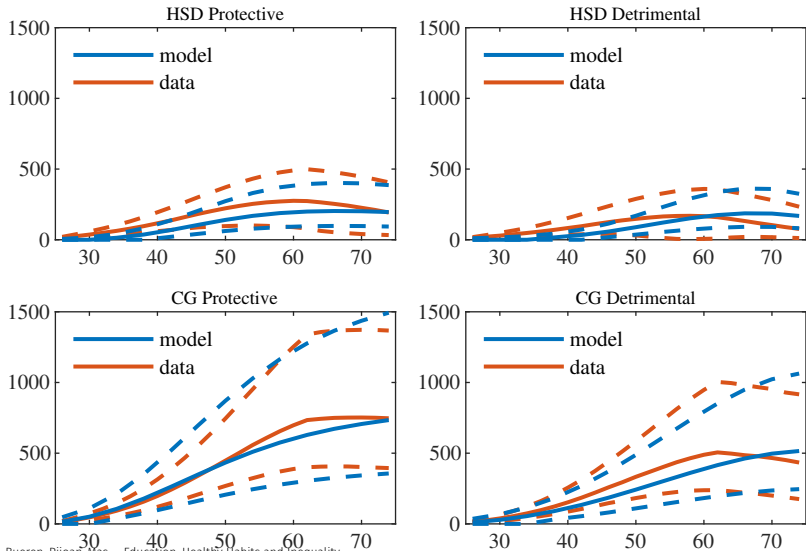 HSD Protective
1500
1000
500
0
model
data
30 40 50 60 70
HSD Detrimental
1500
1000
500
0
model
data
30 40 50 60 70
CG Protective
1500
1000
500
0
model
data
30 40 50 60 70
CG Detrimental
1500
1000
500
0
model
data
30 40 50 60 70
Education, Healthy Habits and Inequality